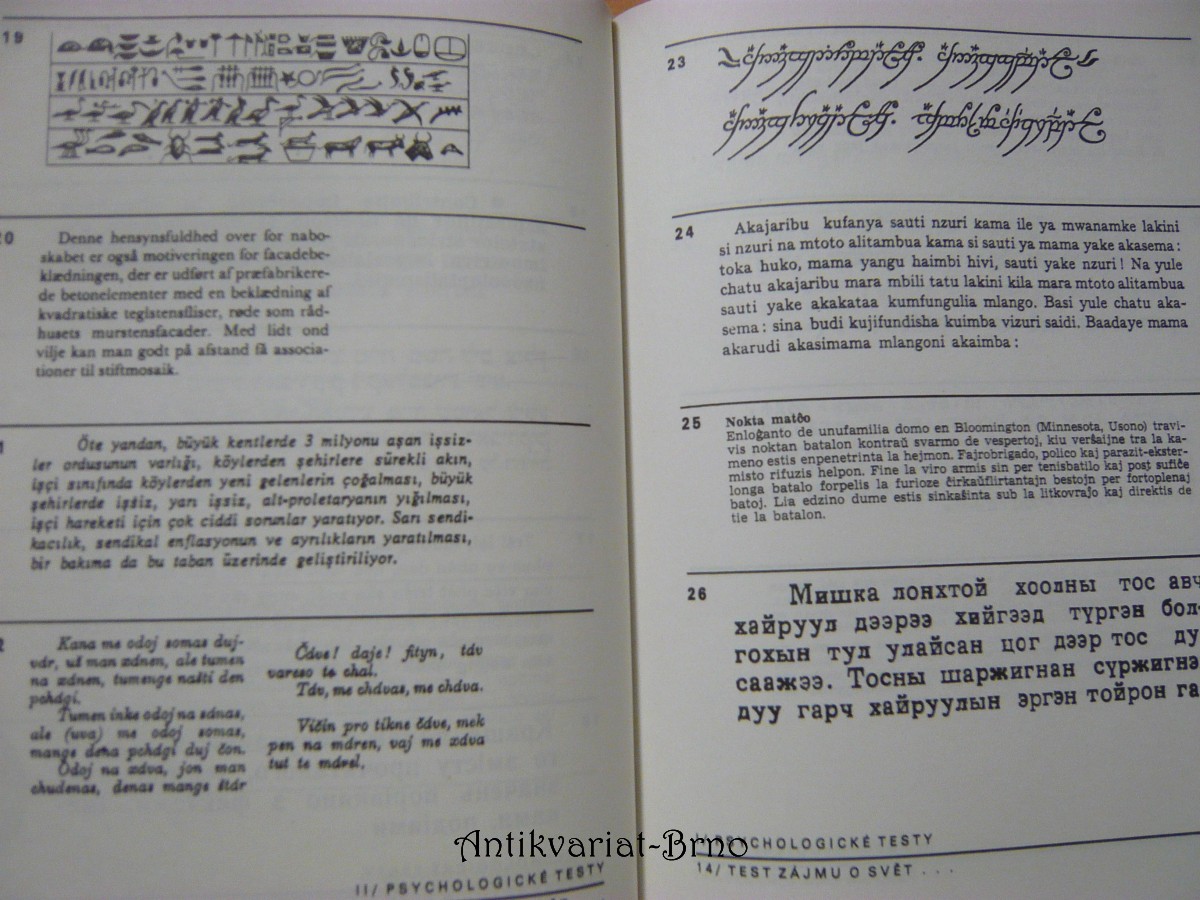 19
20
Denne hensynsfuldhed over for nabo-
skabet er også motiveringen for facadebe-
klædningen, der er udført af præfabrikere-
de betonelementer med en beklædning af
kvadratiske tegistensfliser, røde som råd-
husets murstensfacader. Med lidt ond
vilje kan man godt på afstand få associa-
tioner til stiftmosaik.
1
Öte yandan, büyük kentlerde 3 milyonu aşan işsiz-
ler ordusunun varlığı, köylerden şehirlere sürekli akın,
işçi sınıfında köylerden yeni gelenlerin çoğalması, büyük
şehirlerde işsiz, yarı işsiz, alt-proletaryanın yığılması,
işçi hareketi için çok ciddi sorunlar yaratıyor. Sarı sendi-
kacılık, sendikal enflasyonun ve ayrılıkların yaratılması,
bir bakıma da bu taban üzerinde geliştiriliyor.
2
Kana me odoj somas duj-
vár, uš man xdnen, ale tumen
na xdnen, tumenge našti den
pchdgi.
Tumen inke odoj na sdnas,
ale (uva) me odoj somas,
mange deha pchdgi duj čon.
Odoj na xdva, jon man
chudenas, denas mange štár
Čdve! daje! fityn, tdv
vareso te chal.
Tdv, me chdvas, me chdva.
Vičin pro tikne čdve, mek
pen na máren, vaj me xdva
tut te mdrel.
II/ PSYCHOLOGICKÉ TESTY
23
24
Akajaribu kufanya sauti nzuri kama ile ya mwanamke lakini
si nzuri na mtoto alitambua kama si sauti ya mama yake akasema:
toka huko, mama yangu haimbi hivi, sauti yake nzuri! Na yule
chatu akajaribu mara mbili tatu lakini kila mara mtoto alitambua
sauti yake akakataa kumfungulia mlango. Basi yule chatu aka-
sema: sina budi kujifundisha kuimba vizuri saidi. Baadaye mama
akarudi akasimama mlangoni akaimba:
25
Nokta matĉo
Enloĝanto de unufamilia domo en Bloomington (Minnesota, Usono) travi-
vis noktan batalon kontraŭ svarmo de vespertoj, kiu verŝajne tra la ka-
meno estis enpenetrinta la hejmon. Fajrobrigado, polico kaj parazit-ekster-
misto rifuzis helpon. Fine la viro armis sin per tenisbatilo kaj post sufiĉe
longa batalo forpelis la furioze ĉirkaŭflirtantajn bestojn per fortoplenaj
batoj. Lia edzino dume estis sinkaŝinta sub la litkovrajo kaj direktis de
tie la batalon.
26
Мишка лонхтой хоолны тос авч
хайруул дээрээ хийгээд түргэн бол-
гохын тул улайсан цог дээр тос ду
саажээ. Тосны шаржигнан сүржигнэ
дуу гарч хайруулын эргэн тойрон га
II/ PSYCHOLOGICKÉ TESTY
14/ TEST ZÁJMU O SVĚT . . .
Antikvariat-Brno